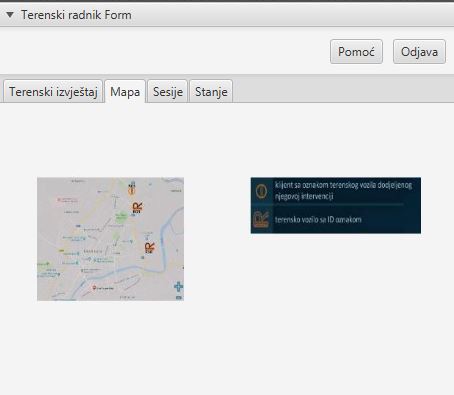 Terenski radnik Form
Pomoć
Odjava
Terenski izvještaj
Mapa
Sesije
Stanje
klijent sa oznakom terenskog vozila dodjeljenog
njegovoj intervenciji
terensko vozilo sa ID oznakom